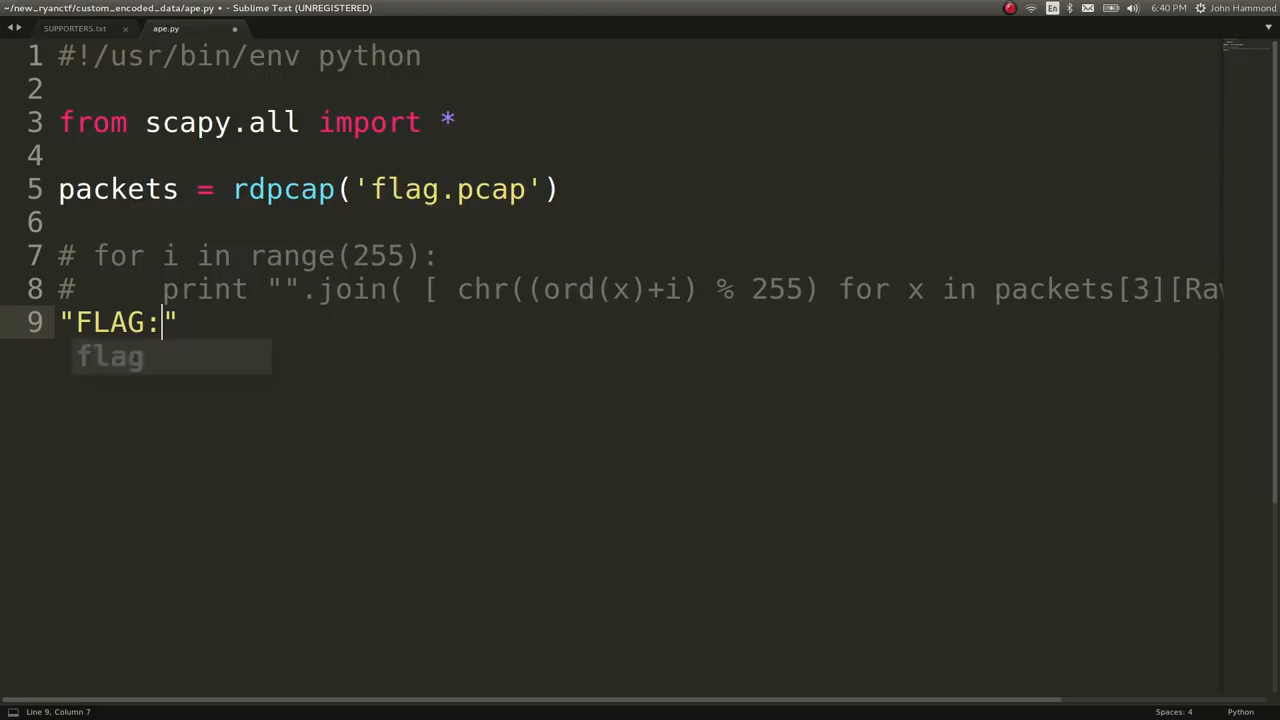 ~/new_ryanctf/custom_encoded_data/ape.py • - Sublime Text (UNREGISTERED)
En
6:40 PM
John Hammond
SUPPORTERS.txt ×
ape.py
1 #!/usr/bin/env python
2
3 from scapy.all import *
4
5 packets = rdpcap('flag.pcap')
6
7 # for i in range(255):
8 #     print "".join( [ chr((ord(x)+i) % 255) for x in packets[3][Raw
9 "FLAG:"
flag
Line 9, Column 7
Spaces: 4
Python